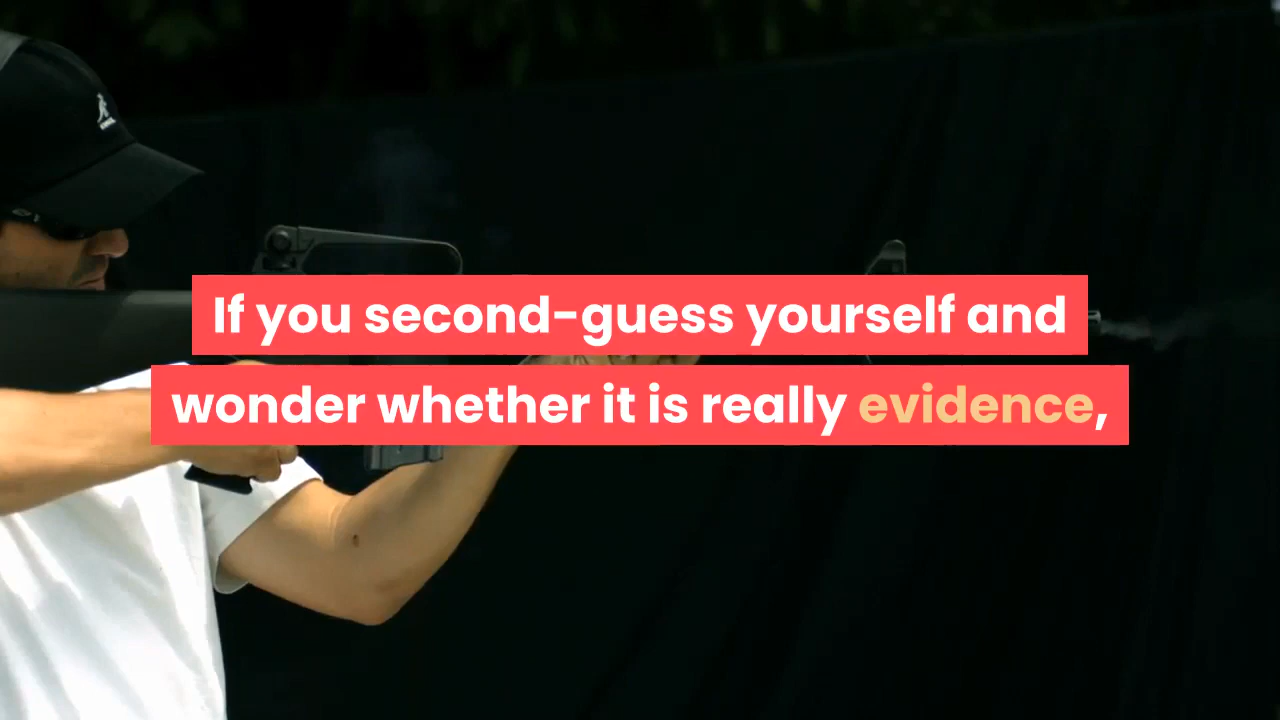 If you second-guess yourself and
wonder whether it is really evidence,